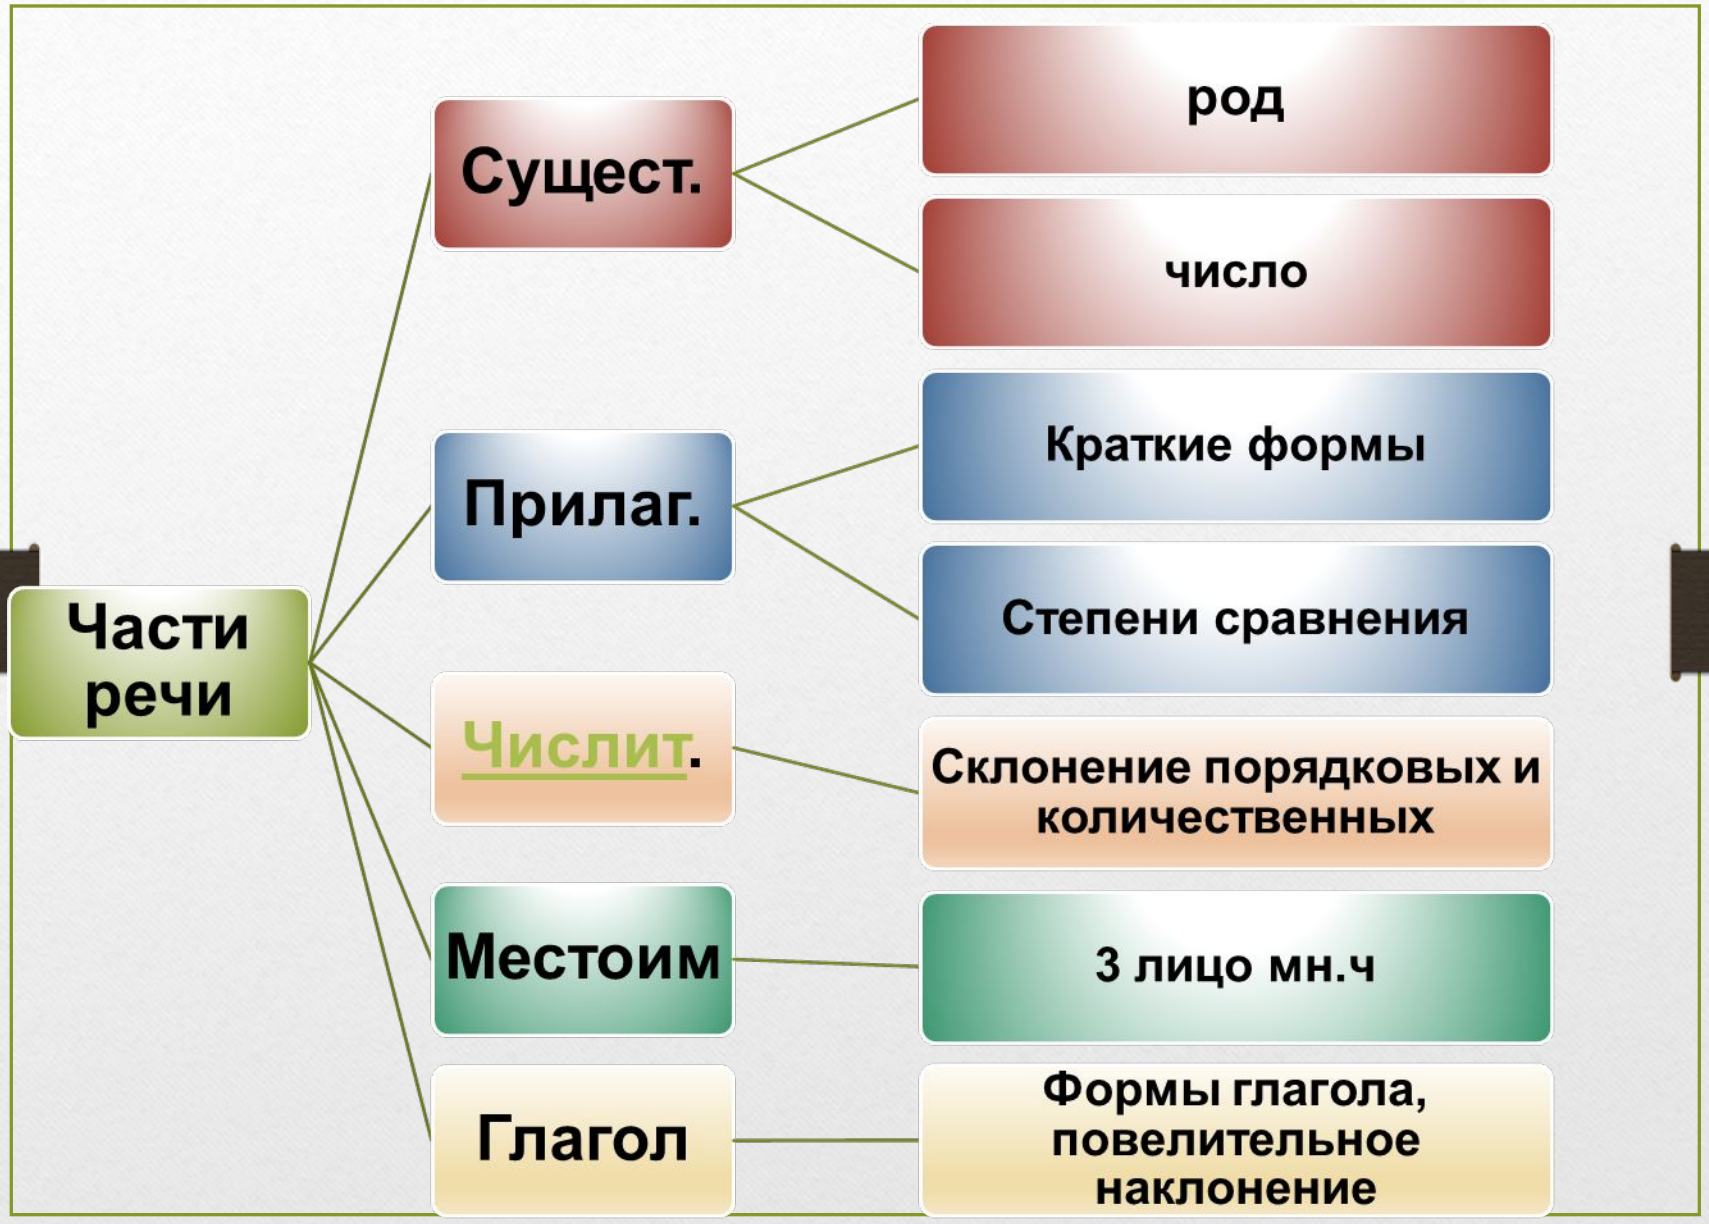 Части
речи
Сущест.
род
число
Прилаг.
Краткие формы
Степени сравнения
Числит.
Склонение порядковых и
количественных
Местоим
3 лицо мн.ч
Глагол
Формы глагола,
повелительное
наклонение